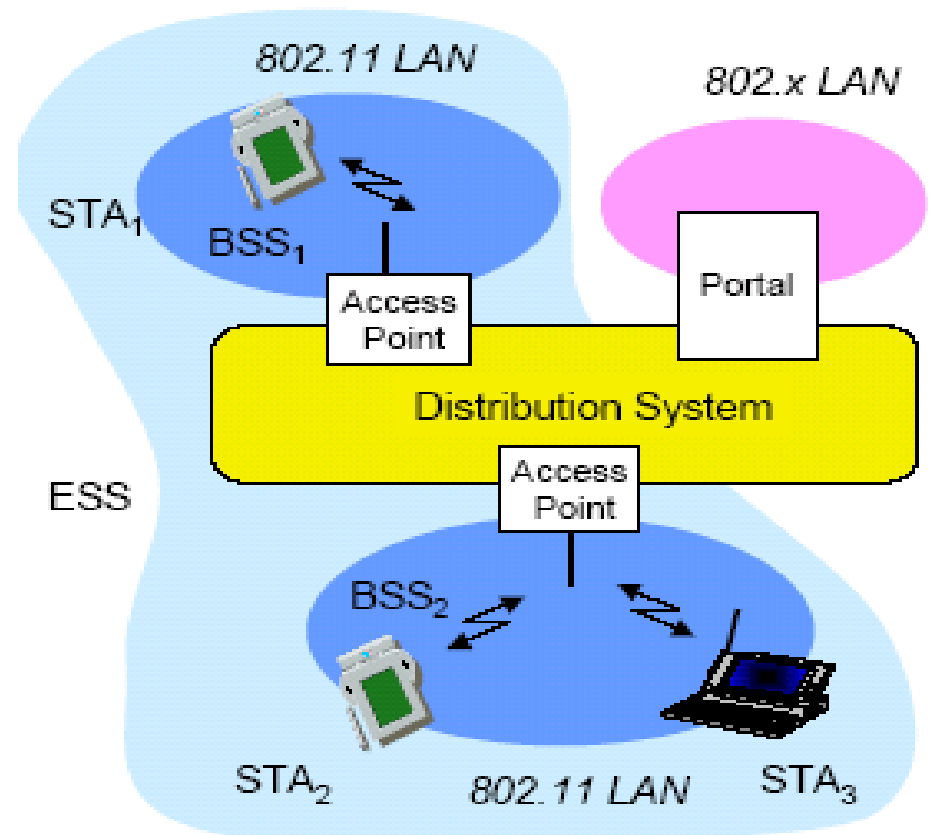 802.11 LAN
802.x LAN
STA₁
BSS₁
Access
Point
Portal
Distribution System
ESS
Access
Point
BSS₂
STA₂
802.11 LAN
STA₃